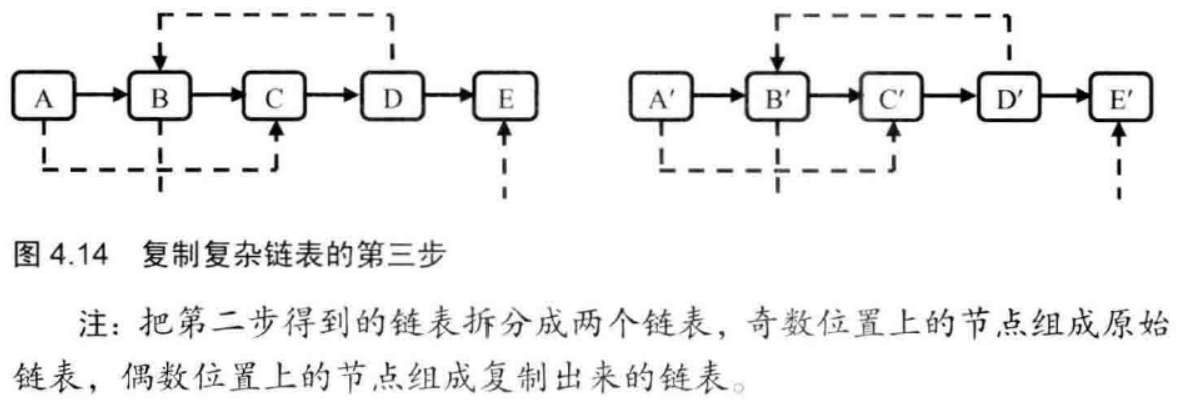 A B C D E A′ B′ C′ D′ E′
图 4.14 复制复杂链表的第三步
注：把第二步得到的链表拆分成两个链表，奇数位置上的节点组成原始
链表，偶数位置上的节点组成复制出来的链表。